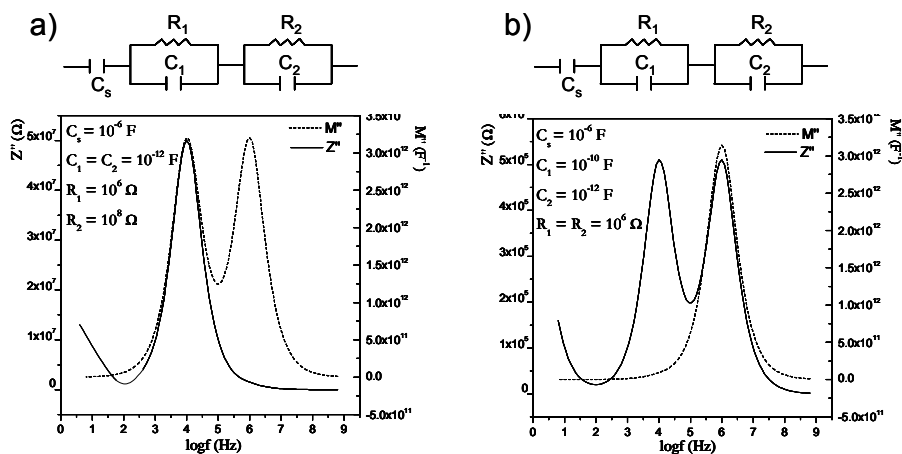 a)
R1
R2
C1
C2
Cs
Cs = 10-6 F
C1 = C2 = 10-12 F
R1 = 106 Ω
R2 = 108 Ω
M"
Z"
Z" (Ω)
5x107
4x107
3x107
2x107
1x107
0
M" (F-1)
3.0x1012
2.5x1012
2.0x1012
1.5x1012
1.0x1012
5.0x1011
0.0
-5.0x1011
0 1 2 3 4 5 6 7 8 9
logf (Hz)
b)
R1
R2
C1
C2
Cs
Cs = 10-6 F
C1 = 10-10 F
C2 = 10-12 F
R1 = R2 = 106 Ω
M"
Z"
Z" (Ω)
5x105
4x105
3x105
2x105
1x105
0
M" (F-1)
3.0x1012
2.5x1012
2.0x1012
1.5x1012
1.0x1012
5.0x1011
0.0
-5.0x1011
0 1 2 3 4 5 6 7 8 9
logf (Hz)